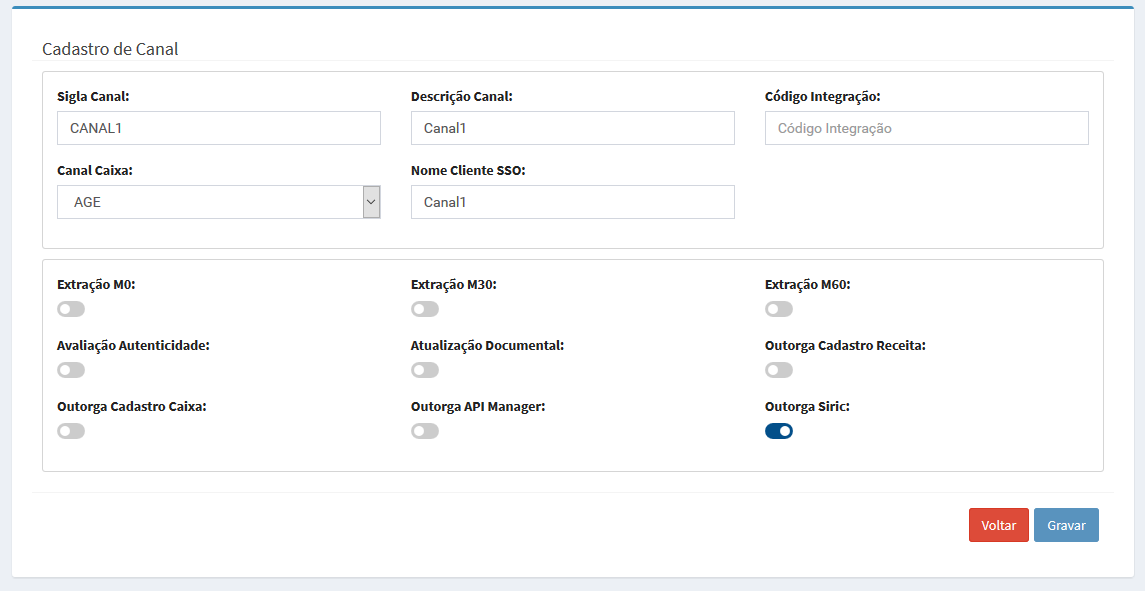 Cadastro de Canal
Sigla Canal: Descrição Canal: Código Integração:
CANAL1 Canal1 Código Integração
Canal Caixa: Nome Cliente SSO:
AGE Canal1
Extração M0: Extração M30: Extração M60:
Avaliação Autenticidade: Atualização Documental: Outorga Cadastro Receita:
Outorga Cadastro Caixa: Outorga API Manager: Outorga Siric:
Voltar Gravar